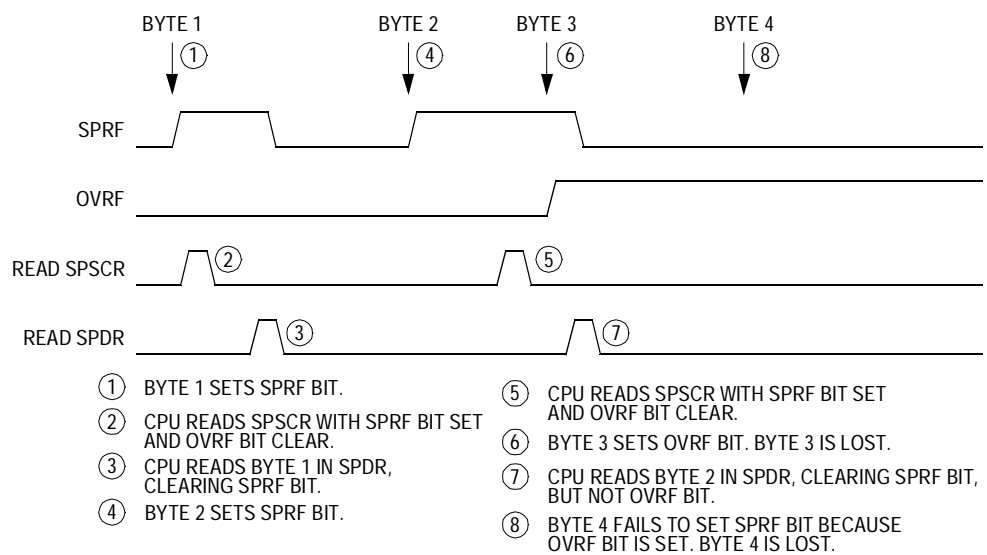 BYTE 1 BYTE 2 BYTE 3 BYTE 4
1 4 6 8
SPRF
OVRF
READ SPSCR 2 5
READ SPDR 3 7
1 BYTE 1 SETS SPRF BIT.
2 CPU READS SPSCR WITH SPRF BIT SET
AND OVRF BIT CLEAR.
3 CPU READS BYTE 1 IN SPDR,
CLEARING SPRF BIT.
4 BYTE 2 SETS SPRF BIT.
5 CPU READS SPSCR WITH SPRF BIT SET
AND OVRF BIT CLEAR.
6 BYTE 3 SETS OVRF BIT. BYTE 3 IS LOST.
7 CPU READS BYTE 2 IN SPDR, CLEARING SPRF BIT,
BUT NOT OVRF BIT.
8 BYTE 4 FAILS TO SET SPRF BIT BECAUSE
OVRF BIT IS SET. BYTE 4 IS LOST.